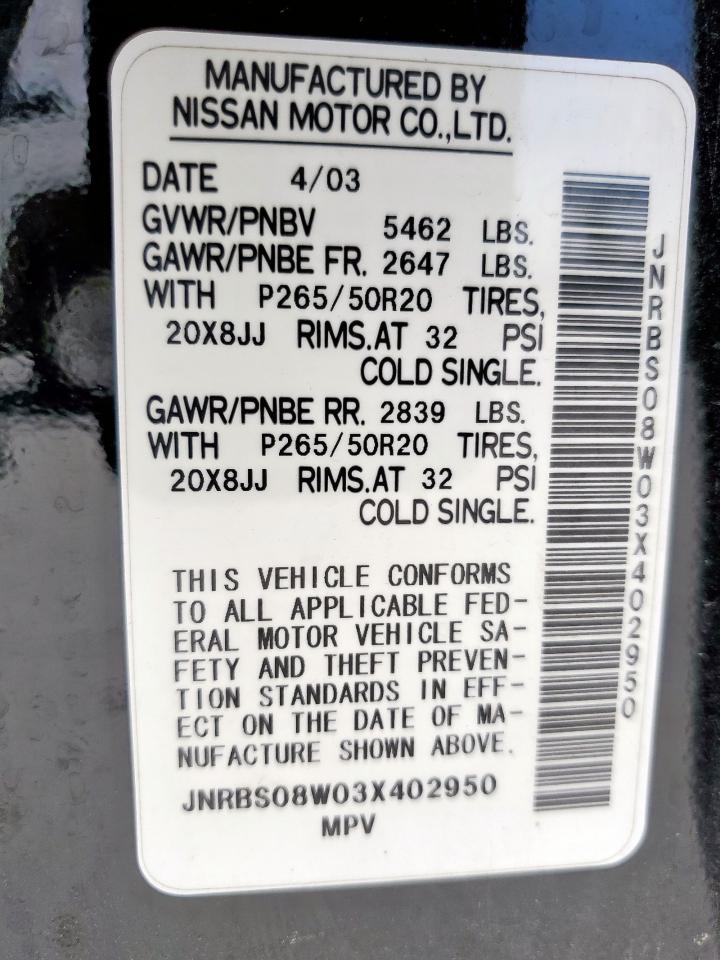 MANUFACTURED BY
NISSAN MOTOR CO.,LTD.
DATE 4/03
GVWR/PNBV 5462 LBS.
GAWR/PNBE FR. 2647 LBS.
WITH P265/50R20 TIRES,
20X8JJ RIMS.AT 32 PSI
COLD SINGLE.
GAWR/PNBE RR. 2839 LBS.
WITH P265/50R20 TIRES,
20X8JJ RIMS.AT 32 PSI
COLD SINGLE.
THIS VEHICLE CONFORMS
TO ALL APPLICABLE FED-
ERAL MOTOR VEHICLE SA-
FETY AND THEFT PREVEN-
TION STANDARDS IN EFF-
ECT ON THE DATE OF MA-
NUFACTURE SHOWN ABOVE.
JNRBS08W03X402950
MPV
JNRBS08W03X402950